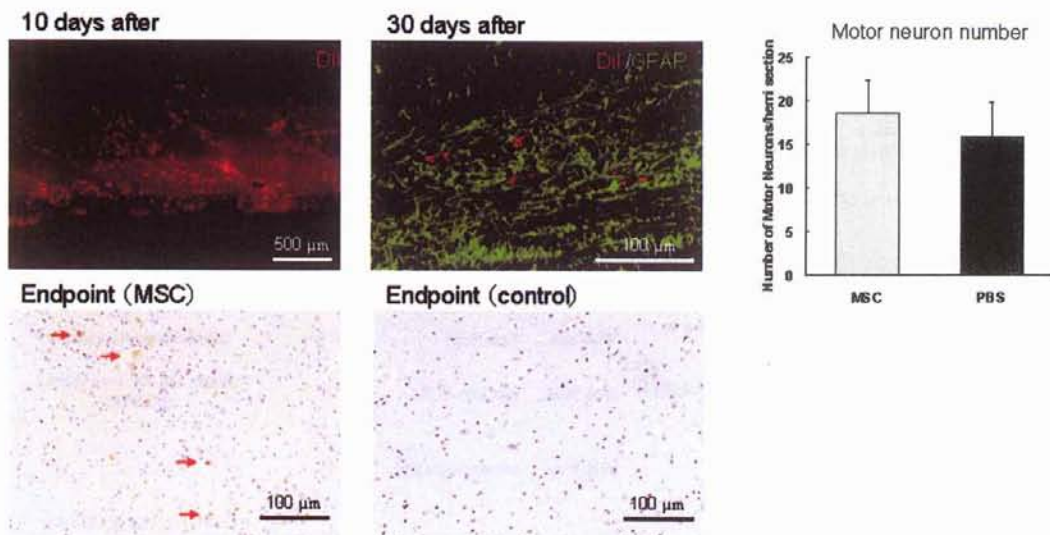 10 days after
DiI
500 μm
30 days after
DiI/GFAP
100 μm
Endpoint (MSC)
100 μm
Endpoint (control)
100 μm
Motor neuron number
Number of Motor Neurons/hemi section
25
20
15
10
5
0
MSC
PBS